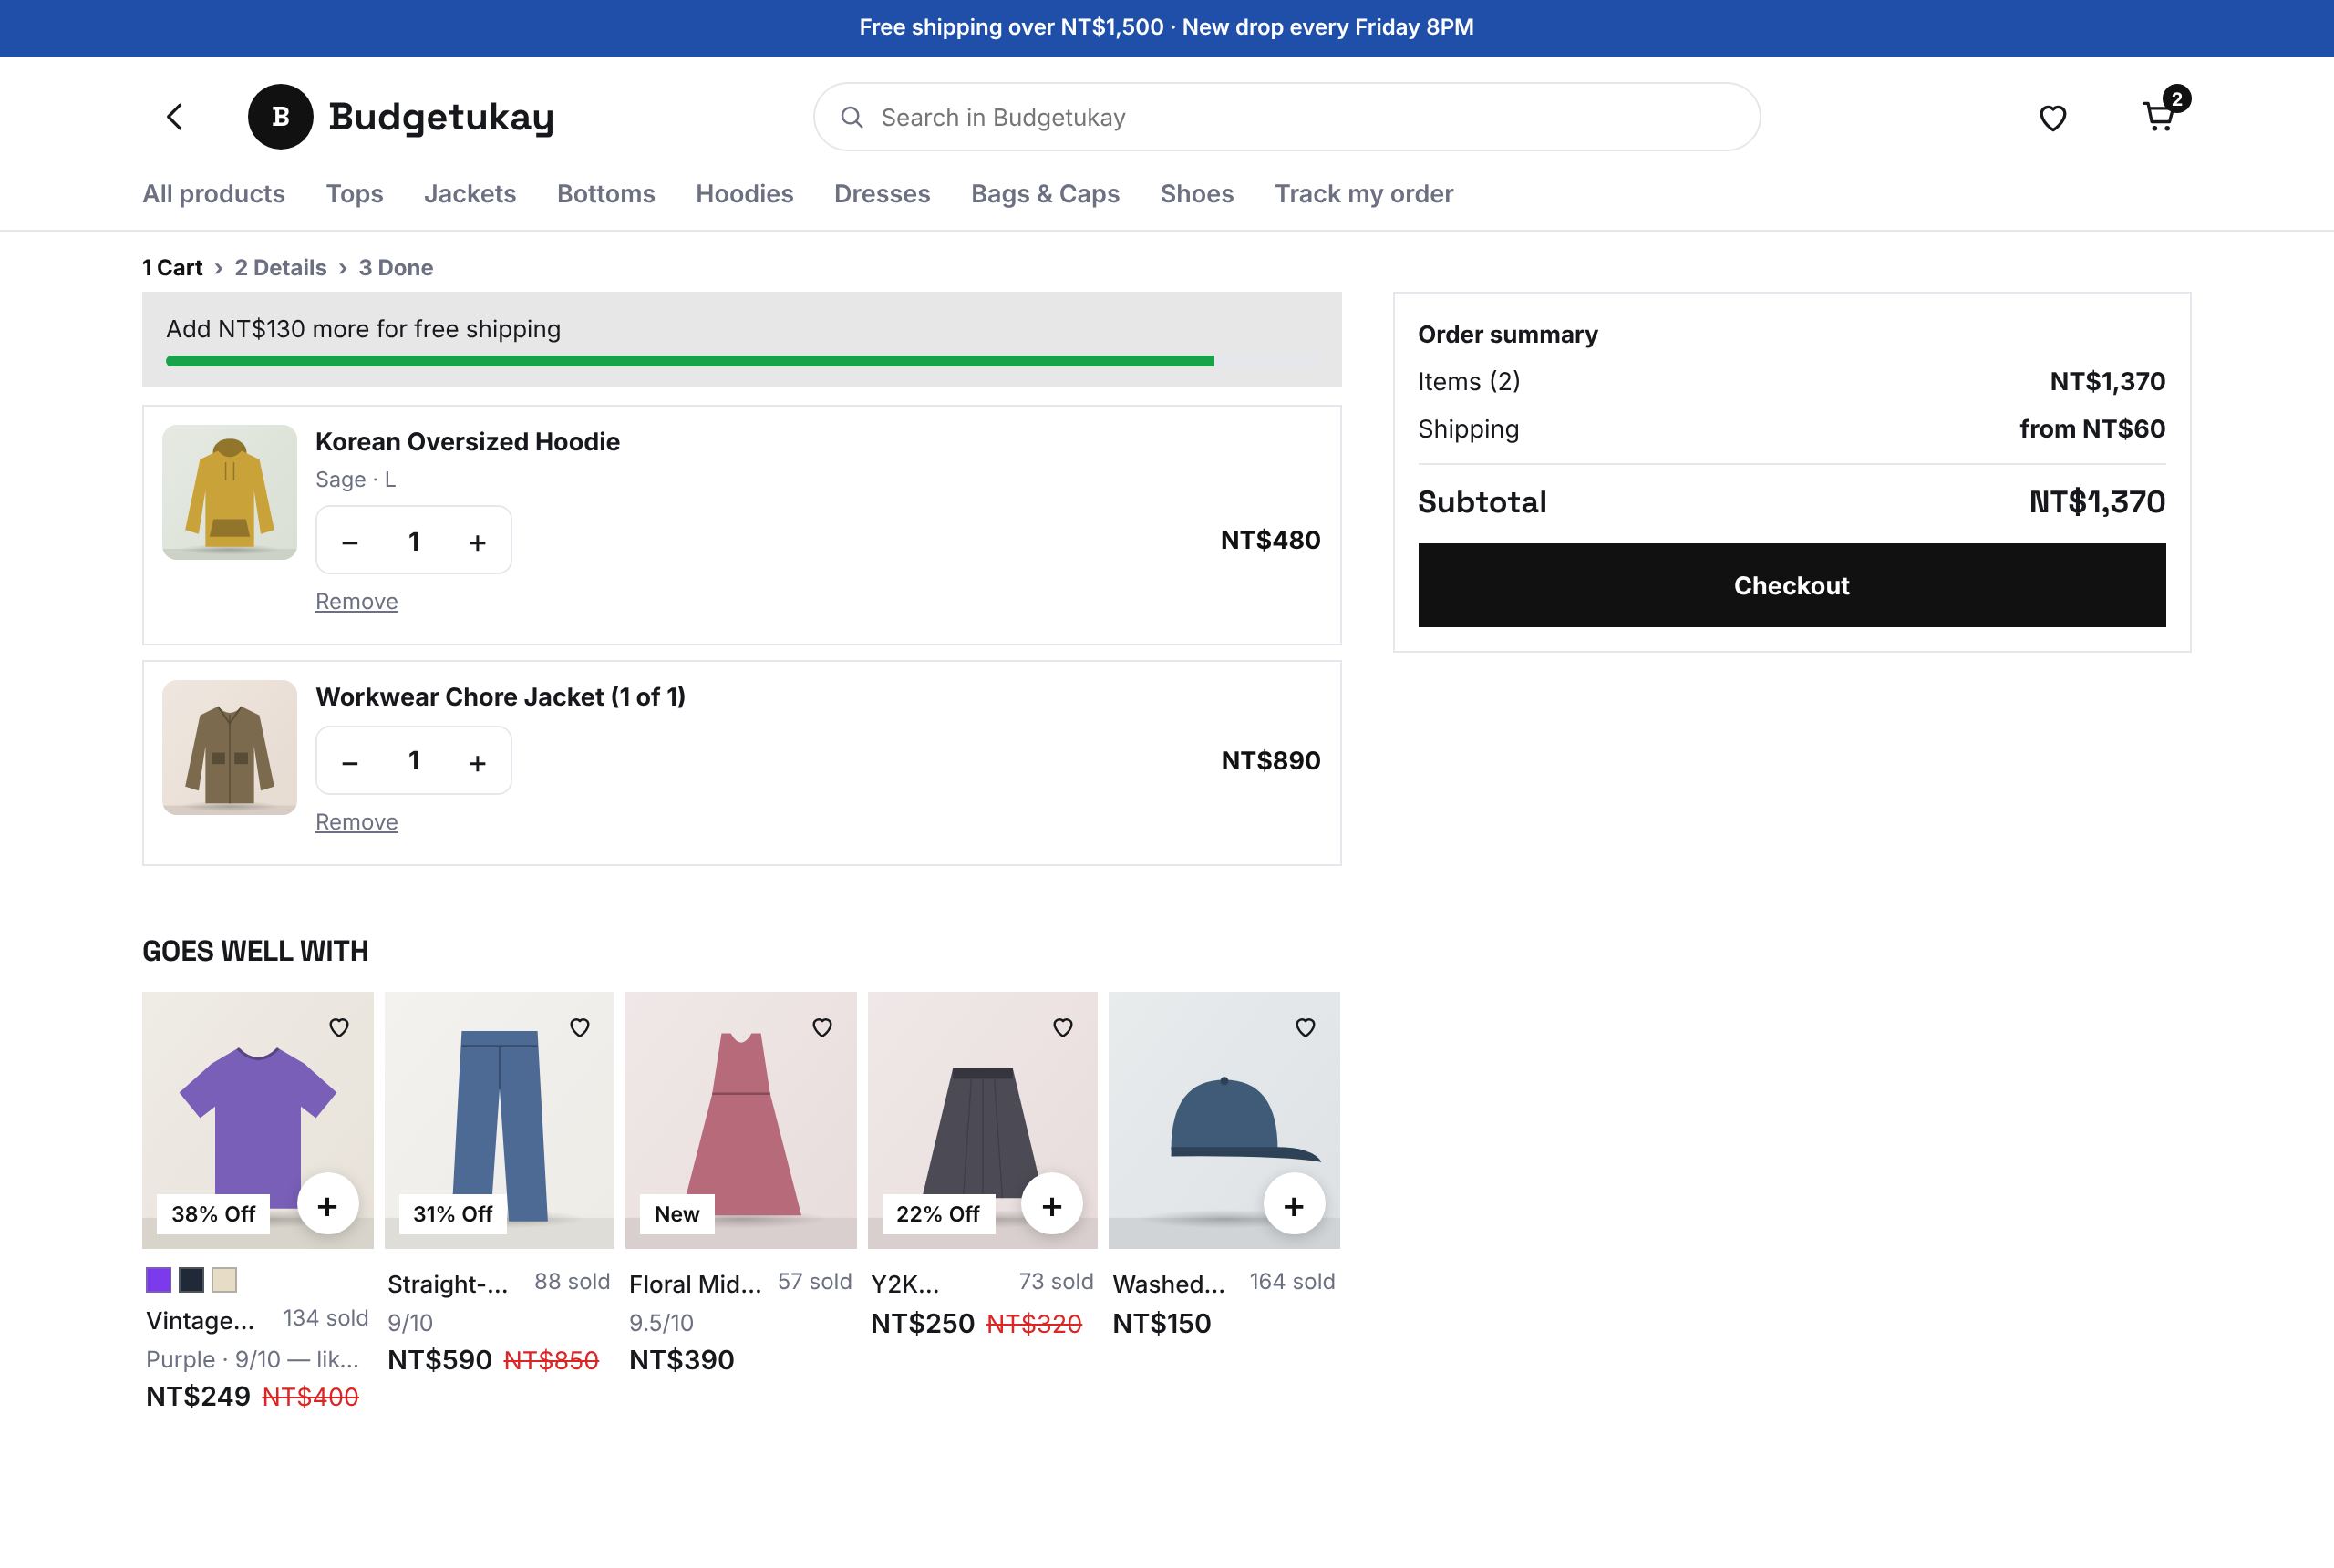 Free shipping over NT$1,500 · New drop every Friday 8PM
B Budgetukay
Search in Budgetukay
2
All products Tops Jackets Bottoms Hoodies Dresses Bags & Caps Shoes Track my order
1 Cart › 2 Details › 3 Done
Add NT$130 more for free shipping
Korean Oversized Hoodie
Sage · L
− 1 +
NT$480
Remove
Workwear Chore Jacket (1 of 1)
− 1 +
NT$890
Remove
Order summary
Items (2) NT$1,370
Shipping from NT$60
Subtotal NT$1,370
Checkout
GOES WELL WITH
38% Off +
Vintage... 134 sold
Purple · 9/10 — lik...
NT$249 NT$400
31% Off
Straight-... 88 sold
9/10
NT$590 NT$850
New
Floral Mid... 57 sold
9.5/10
NT$390
22% Off +
Y2K... 73 sold
NT$250 NT$320
+
Washed... 164 sold
NT$150